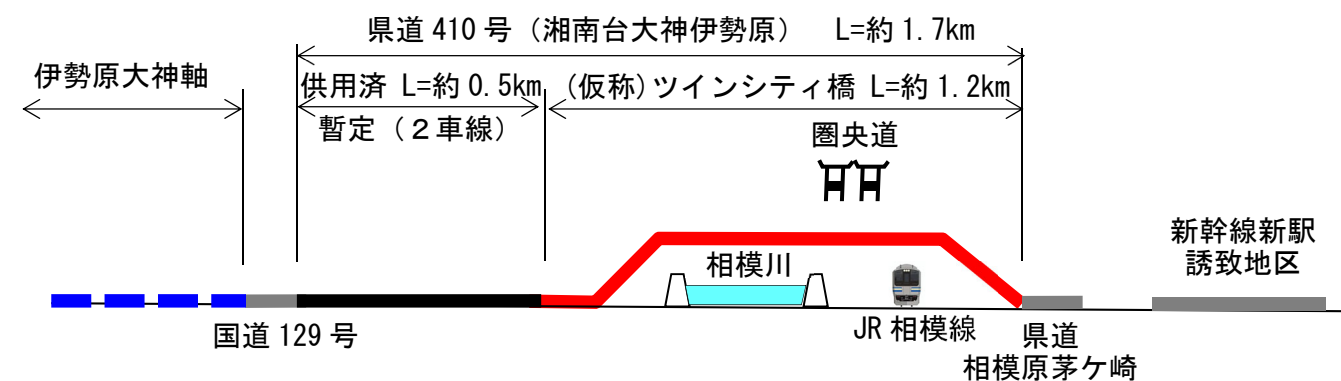 県道 410 号（湘南台大神伊勢原）　L=約 1.7km
伊勢原大神軸
供用済 L=約 0.5km
(仮称)ツインシティ橋 L=約 1.2km
暫定（２車線）
圏央道
新幹線新駅
誘致地区
相模川
国道 129 号
JR 相模線
県道
相模原茅ケ崎